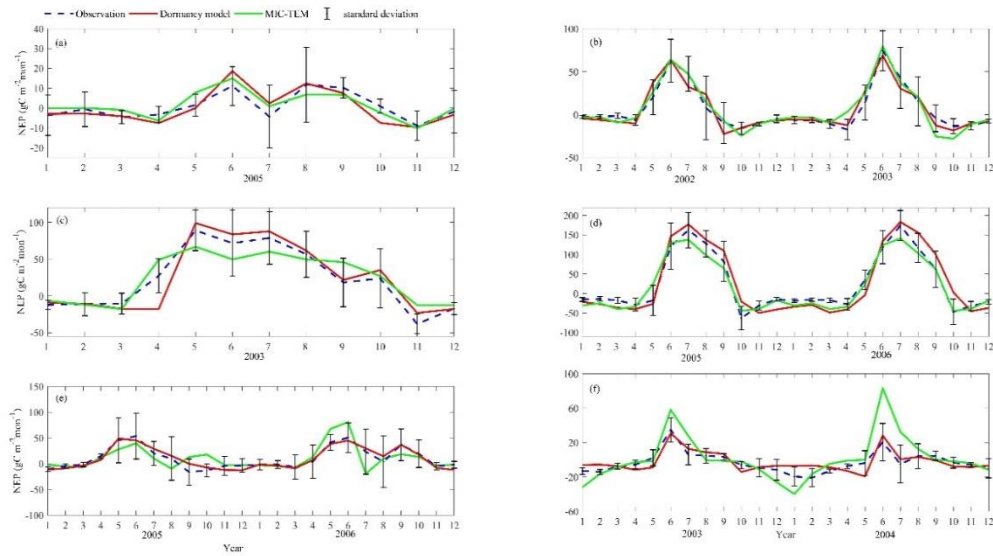 Observation Dormancy model MIC-TEM standard deviation
(a)
NEP (gC m⁻²mon⁻¹)
40
30
20
10
0
-10
-20
1 2 3 4 5 6 7 8 9 10 11 12
2005
(b)
100
50
0
-50
1 2 3 4 5 6 7 8 9 10 11 12 1 2 3 4 5 6 7 8 9 10 11 12
2002 2003
(c)
NEP (gC m⁻²mon⁻¹)
100
50
0
-50
1 2 3 4 5 6 7 8 9 10 11 12
2003
(d)
200
150
100
50
0
-50
-100
1 2 3 4 5 6 7 8 9 10 11 12 1 2 3 4 5 6 7 8 9 10 11 12
2005 2006
(e)
NEP (gC m⁻²mon⁻¹)
150
100
50
0
-50
-100
1 2 3 4 5 6 7 8 9 10 11 12 1 2 3 4 5 6 7 8 9 10 11 12
2005 2006
Year
(f)
100
60
20
-20
-60
1 2 3 4 5 6 7 8 9 10 11 12 1 2 3 4 5 6 7 8 9 10 11 12
2003 2004
Year